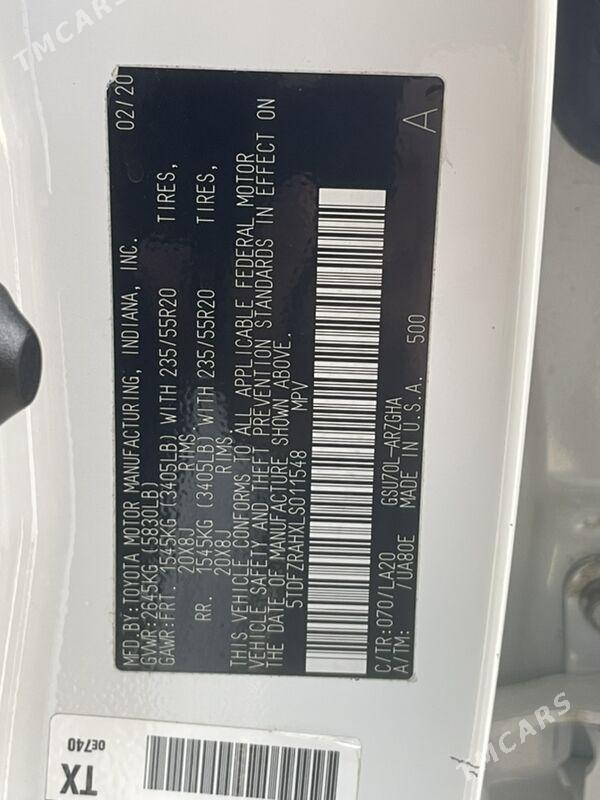 MFD.BY:TOYOTA MOTOR MANUFACTURING, INDIANA, INC. 02/20
GVWR:2645KG (5830LB)
GAWR:FRT. 1545KG (3405LB) WITH 235/55R20 TIRES,
20X8J RIMS,
RR. 1545KG (3405LB) WITH 235/55R20 TIRES,
20X8J RIMS,
THIS VEHICLE CONFORMS TO ALL APPLICABLE FEDERAL MOTOR
VEHICLE SAFETY AND THEFT PREVENTION STANDARDS IN EFFECT ON
THE DATE OF MANUFACTURE SHOWN ABOVE.
5TDFZRAHXLS011548 MPV
A
C/TR:070/LA20 GSU70L-ARZGHA
A/TM: /UA80E MADE IN U.S.A. 500
0E740
TX
TMCARS
TMCARS